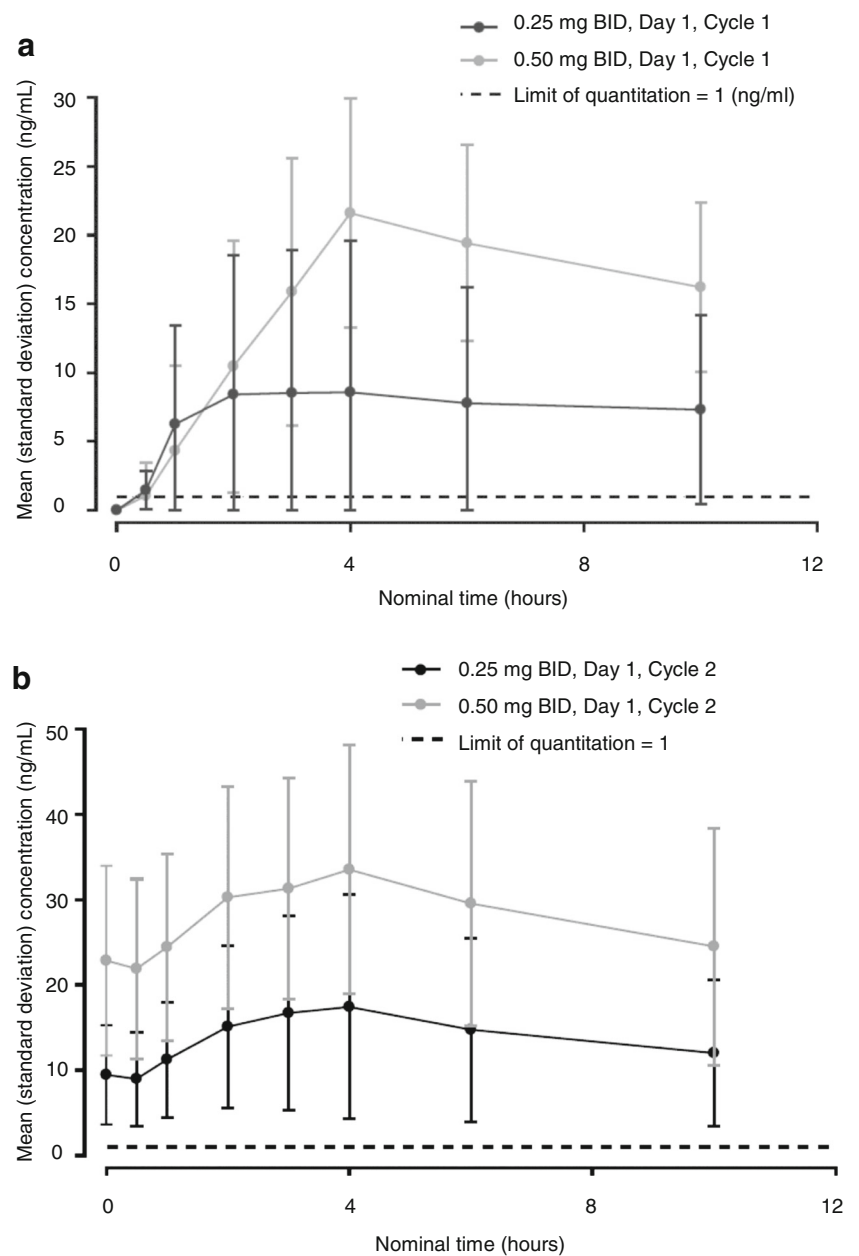 a
0.25 mg BID, Day 1, Cycle 1
0.50 mg BID, Day 1, Cycle 1
Limit of quantitation = 1 (ng/ml)
Mean (standard deviation) concentration (ng/mL)
30
25
20
15
10
5
0
0 4 8 12
Nominal time (hours)
b
0.25 mg BID, Day 1, Cycle 2
0.50 mg BID, Day 1, Cycle 2
Limit of quantitation = 1
Mean (standard deviation) concentration (ng/mL)
50
40
30
20
10
0
0 4 8 12
Nominal time (hours)